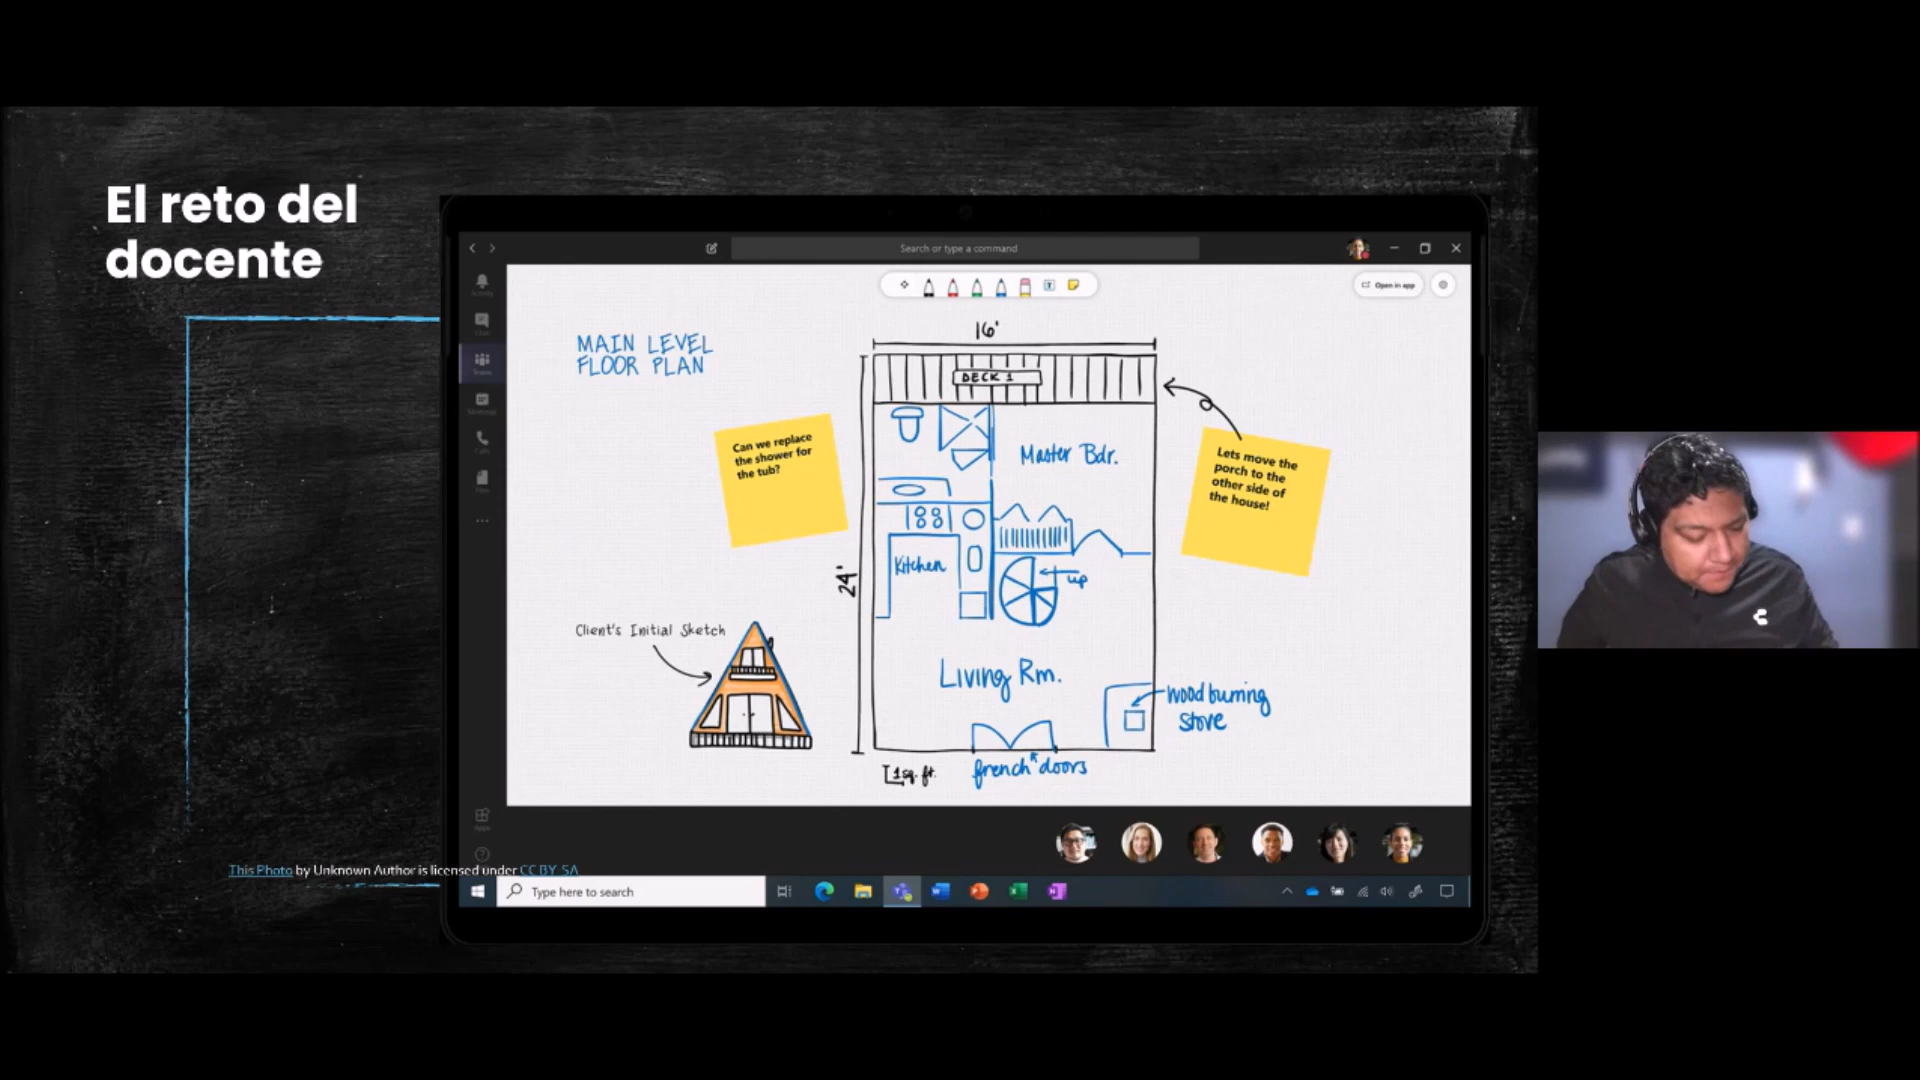 El reto del
docente
Search or type a command
Open in app
MAIN LEVEL
FLOOR PLAN
16'
DECK 1
Can we replace
the shower for
the tub?
Master Bdr.
Lets move the
porch to the
other side of
the house!
Kitchen
24'
up
Client's Initial Sketch
Living Rm.
wood burning
stove
1 sq. ft.
french doors
This Photo by Unknown Author is licensed under CC BY-SA
Type here to search